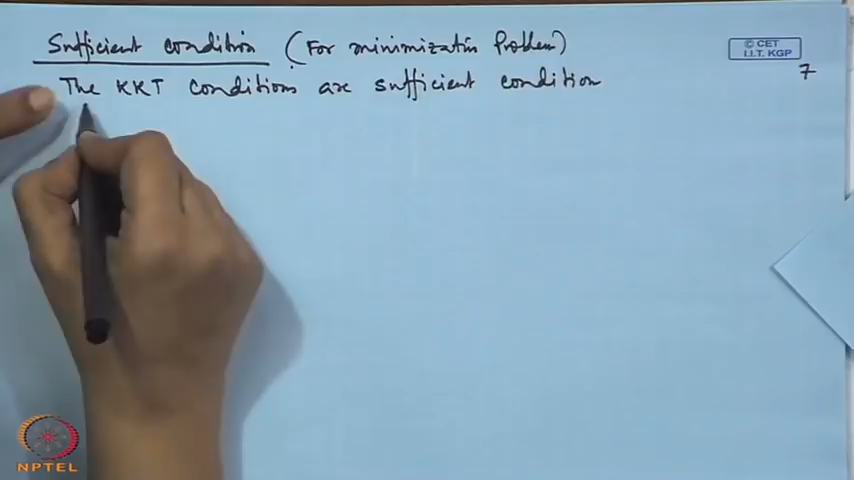 Sufficient condition (For minimization Problem)
© CET
I.I.T. KGP
7
The KKT conditions are sufficient condition
NPTEL